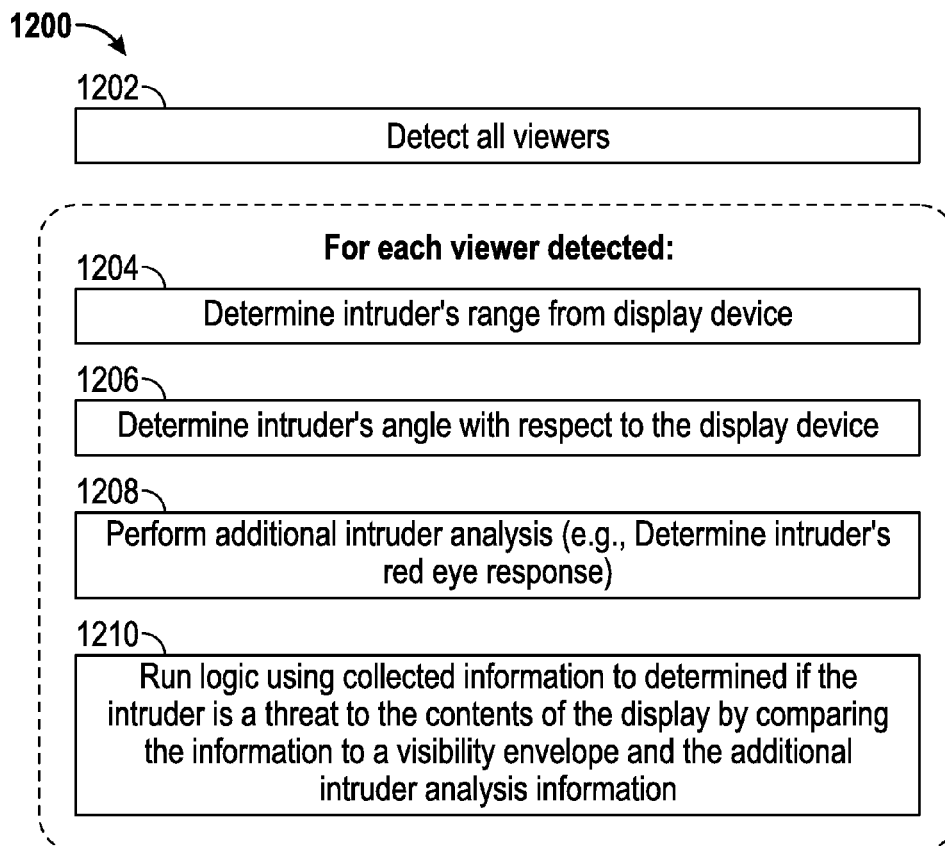 1200
1202
Detect all viewers
For each viewer detected:
1204
Determine intruder's range from display device
1206
Determine intruder's angle with respect to the display device
1208
Perform additional intruder analysis (e.g., Determine intruder's
red eye response)
1210
Run logic using collected information to determined if the
intruder is a threat to the contents of the display by comparing
the information to a visibility envelope and the additional
intruder analysis information